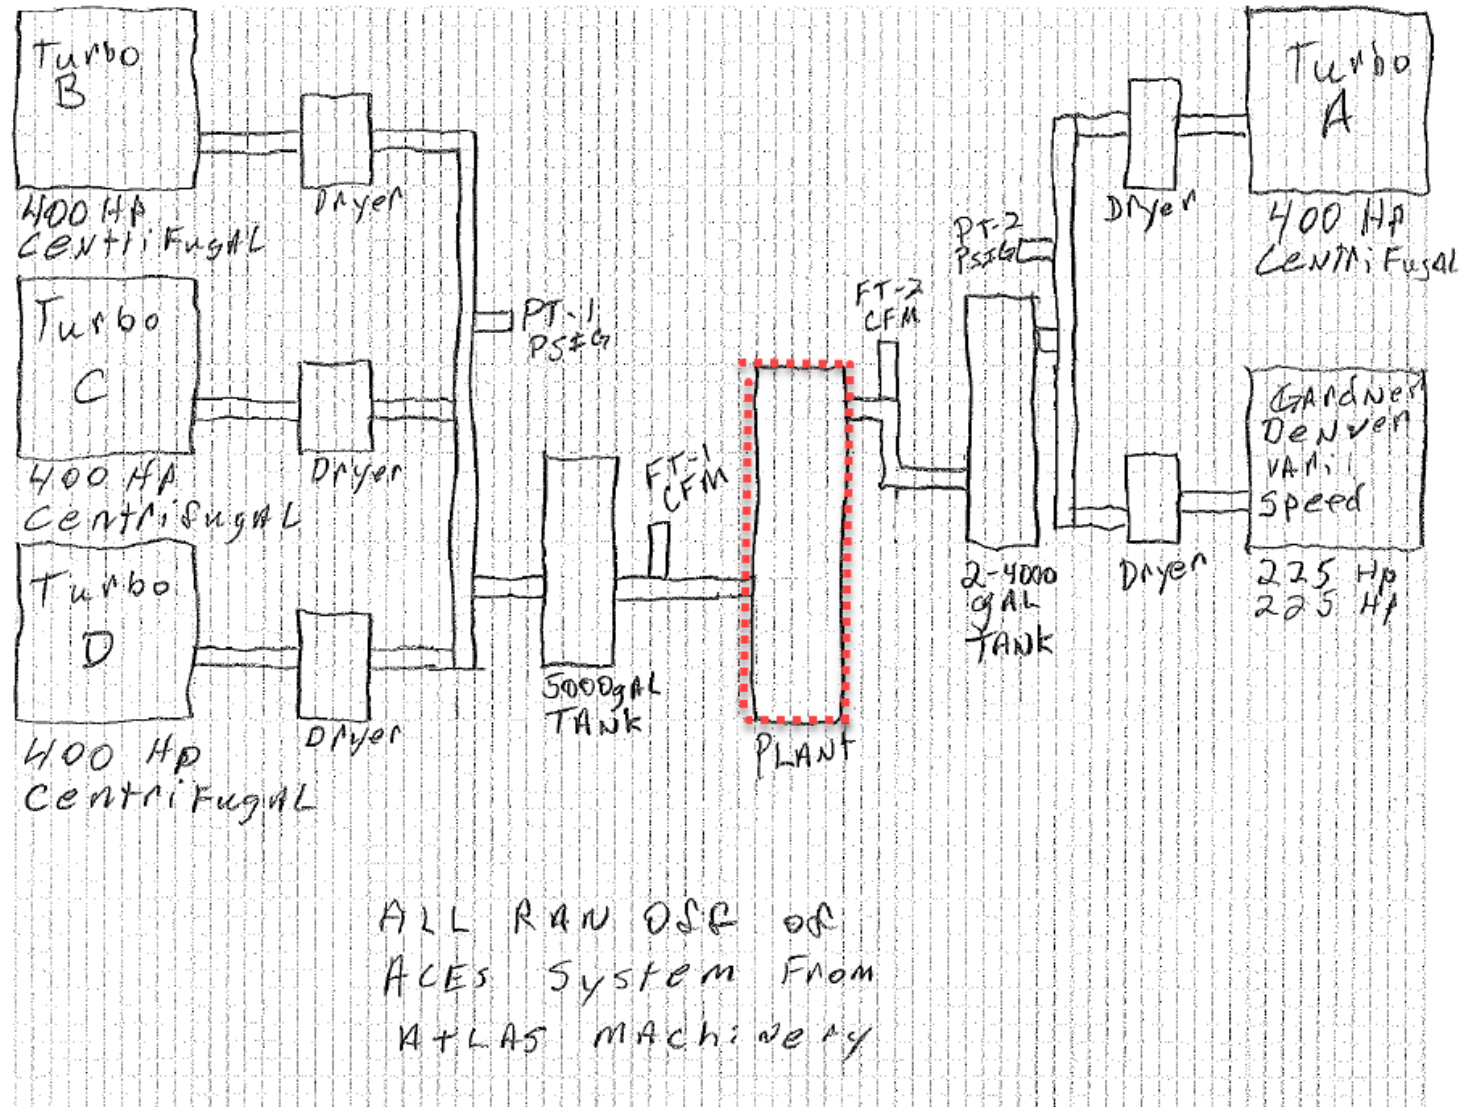 Turbo
B
400 Hp
CentriFugAL
Dryer
Turbo
C
400 Hp
CentrifugAL
Dryer
Turbo
D
400 Hp
CentriFugAL
Dryer
PT-1
PSIG
5000gAL
TANK
FT-1
CFM
PLANT
FT-2
CFM
PT-2
PSIG
2-4000
gAL
TANK
Dryer
Turbo
A
400 Hp
CentriFugAL
Dryer
GArdNer
DeNver
VAri
Speed
225 Hp
225 Hp
ALL RAN Off of
ACEs System From
AtLAS MAchinery